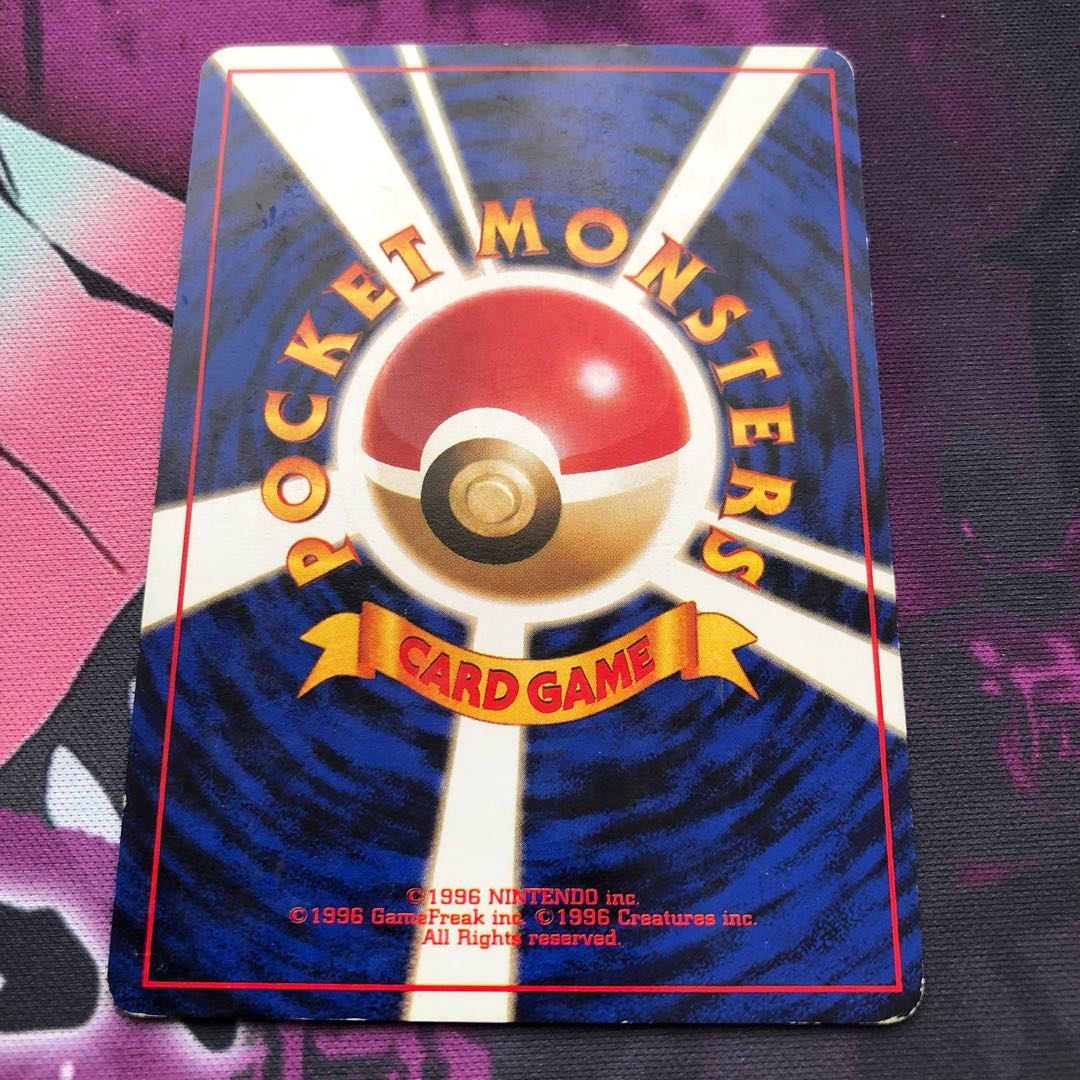 POCKET MONSTERS
CARD GAME
©1996 NINTENDO inc.
©1996 GameFreak inc. ©1996 Creatures inc.
All Rights reserved.